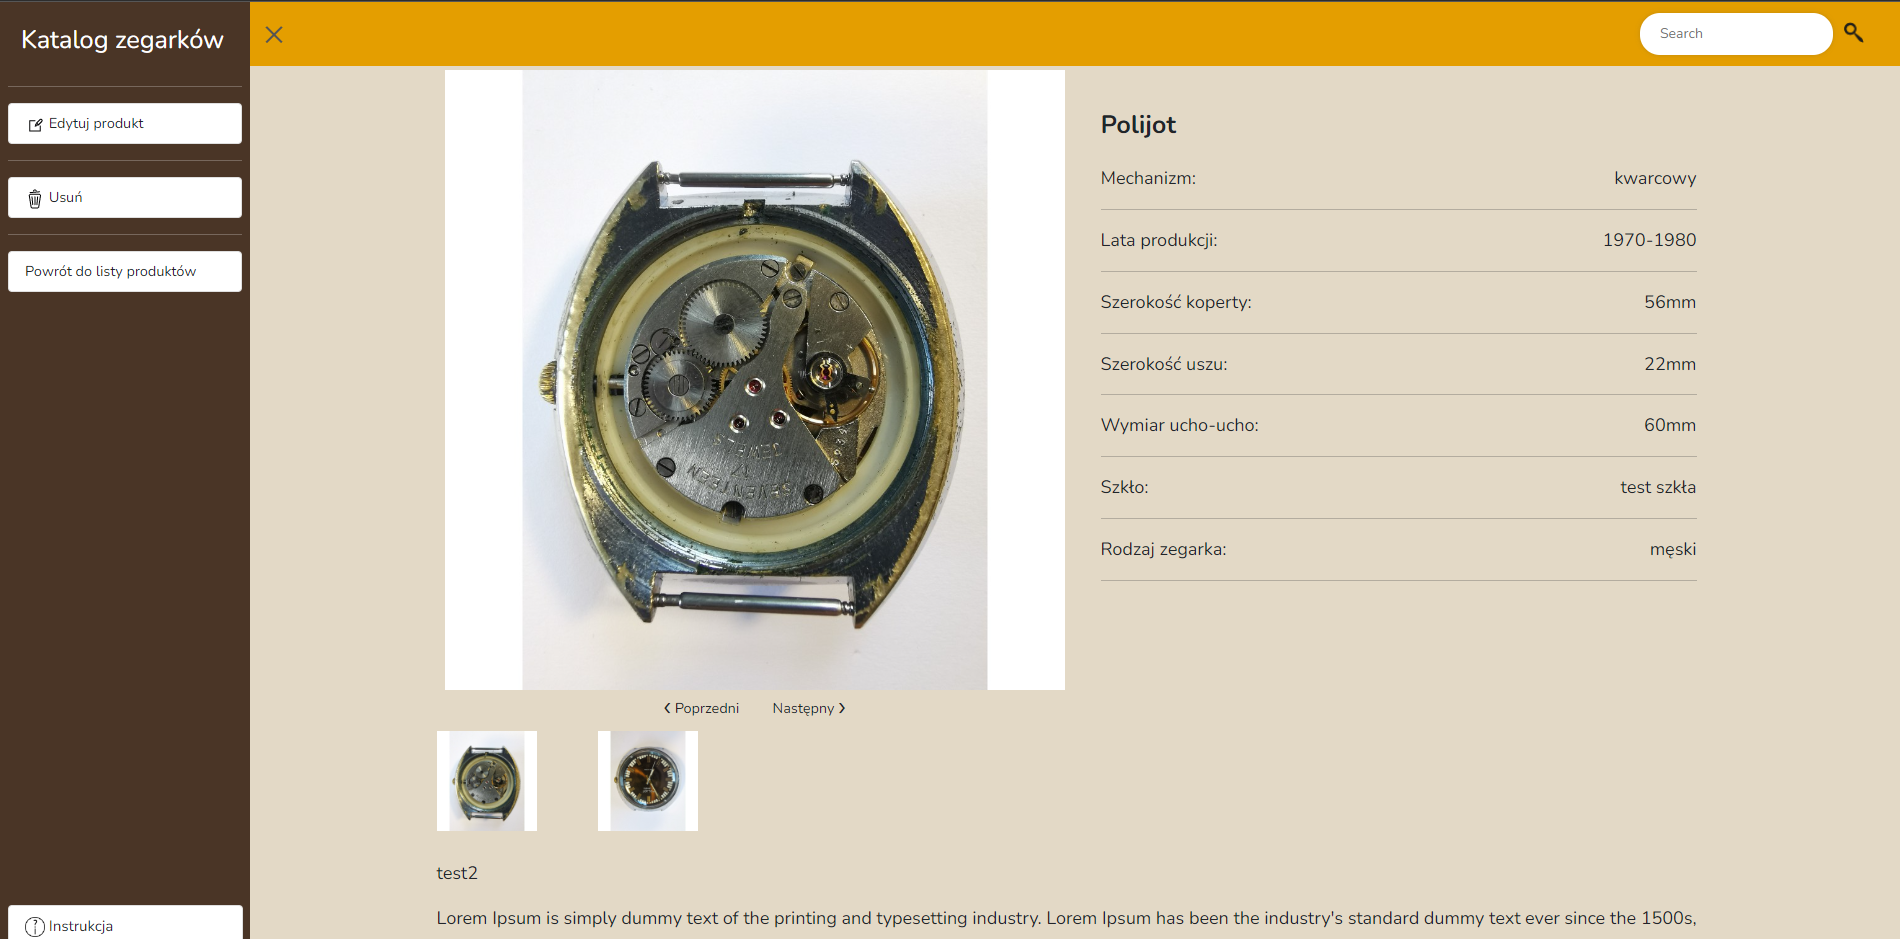 Katalog zegarków
Search
Edytuj produkt
Usuń
Powrót do listy produktów
Instrukcja
SEVENTEEN
17
JEWELS
Polijot
Mechanizm: kwarcowy
Lata produkcji: 1970-1980
Szerokość koperty: 56mm
Szerokość uszu: 22mm
Wymiar ucho-ucho: 60mm
Szkło: test szkła
Rodzaj zegarka: męski
Poprzedni Następny
test2
Lorem Ipsum is simply dummy text of the printing and typesetting industry. Lorem Ipsum has been the industry's standard dummy text ever since the 1500s,